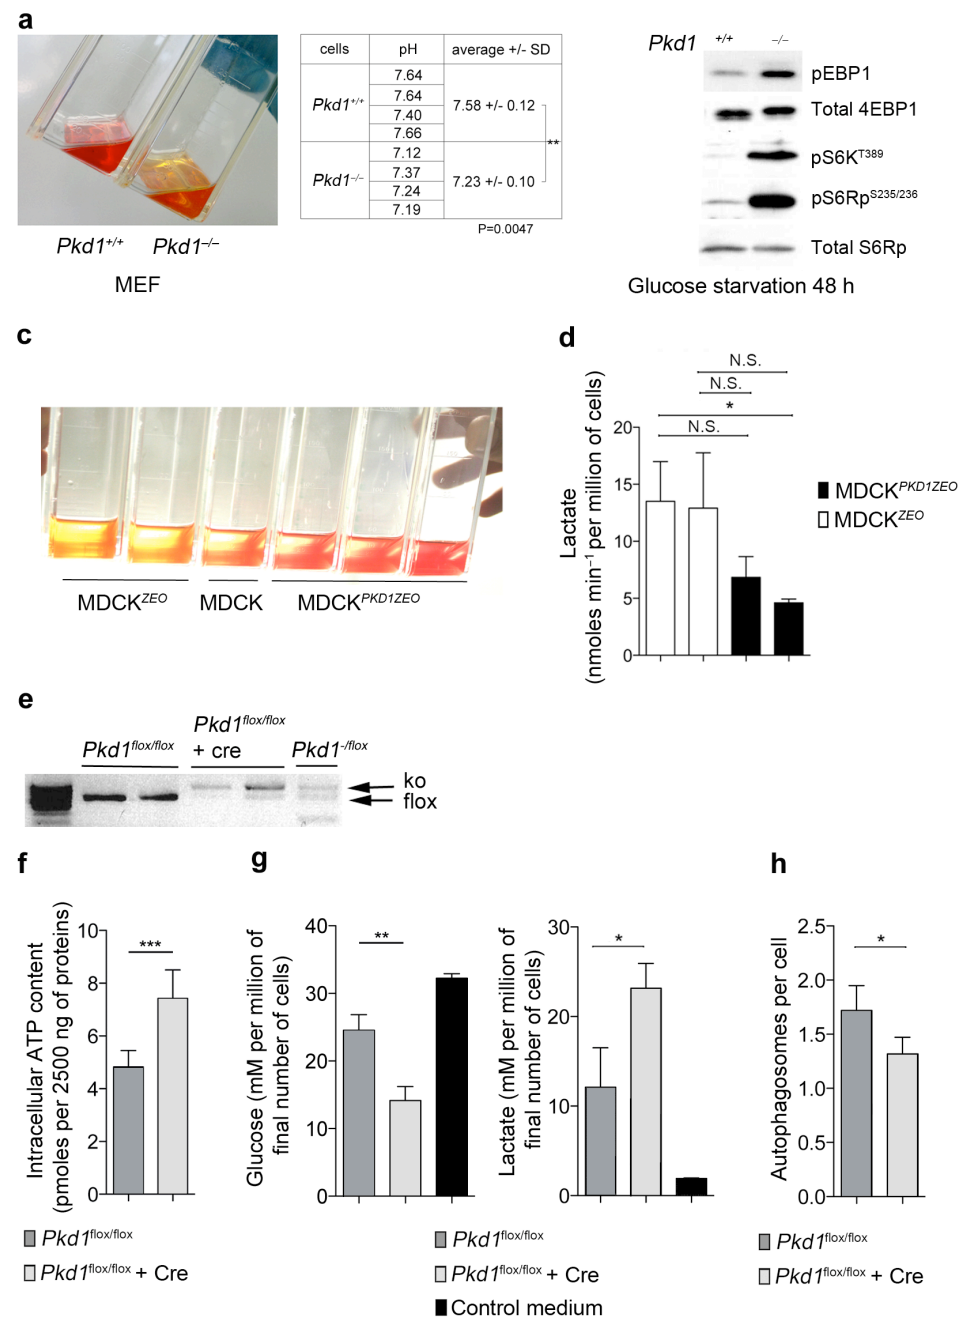 a
cells pH average +/- SD
Pkd1+/+ 7.64 7.58 +/- 0.12
7.64
7.40
7.66
Pkd1–/– 7.12 7.23 +/- 0.10
7.37
7.24
7.19
**
P=0.0047
Pkd1+/+ Pkd1–/–
MEF
Pkd1 +/+ –/–
pEBP1
Total 4EBP1
pS6KT389
pS6RpS235/236
Total S6Rp
Glucose starvation 48 h
c
MDCKZEO MDCK MDCKPKD1ZEO
d
N.S.
N.S.
*
N.S.
20
15
10
5
0
Lactate
(nmoles min–1 per million of cells)
MDCKPKD1ZEO
MDCKZEO
e
Pkd1flox/flox
Pkd1flox/flox
+ cre
Pkd1-/flox
ko
flox
f
Intracellular ATP content
(pmoles per 2500 ng of proteins)
10
8
6
4
2
0
***
Pkd1flox/flox
Pkd1flox/flox + Cre
g
Glucose (mM per million of
final number of cells)
40
30
20
10
0
**
Lactate (mM per million of
final number of cells)
30
20
10
0
*
Pkd1flox/flox
Pkd1flox/flox + Cre
Control medium
h
Autophagosomes per cell
2.5
2.0
1.5
1.0
0.5
0.0
*
Pkd1flox/flox
Pkd1flox/flox + Cre